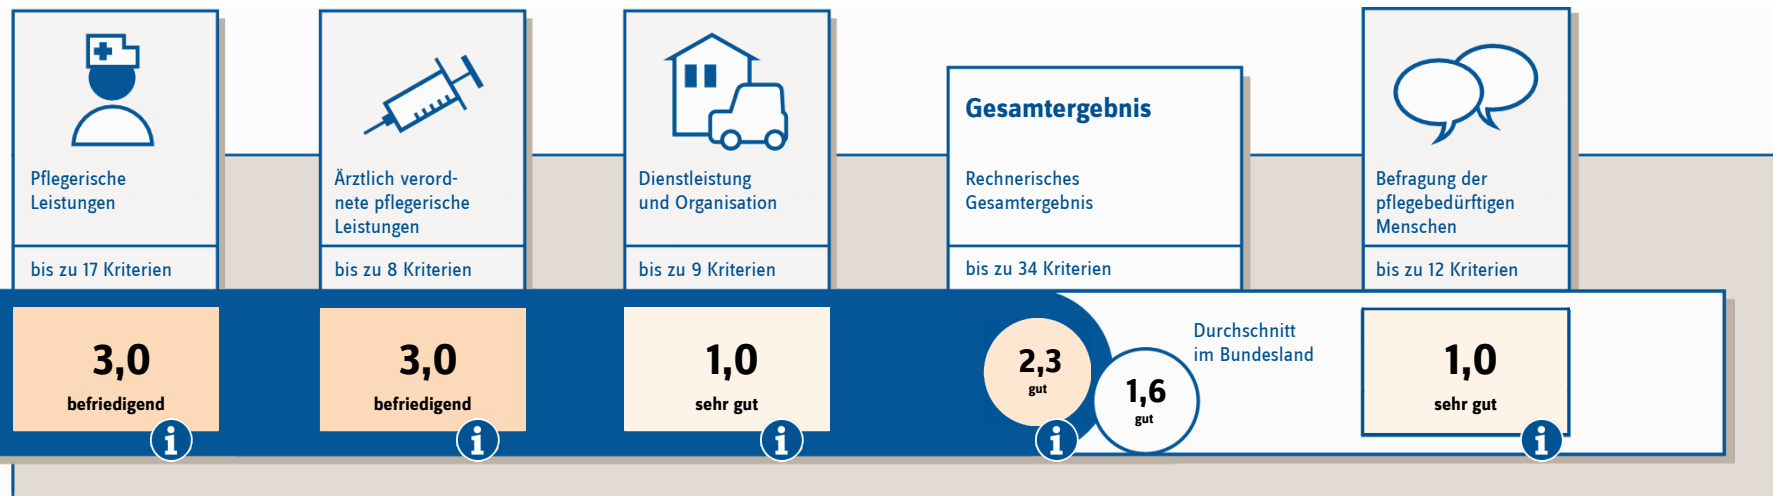 Pflegerische
Leistungen
bis zu 17 Kriterien
3,0
befriedigend
i
Ärztlich verord-
nete pflegerische
Leistungen
bis zu 8 Kriterien
3,0
befriedigend
i
Dienstleistung
und Organisation
bis zu 9 Kriterien
1,0
sehr gut
i
Gesamtergebnis
Rechnerisches
Gesamtergebnis
bis zu 34 Kriterien
2,3
gut
i
1,6
gut
Durchschnitt
im Bundesland
Befragung der
pflegebedürftigen
Menschen
bis zu 12 Kriterien
1,0
sehr gut
i